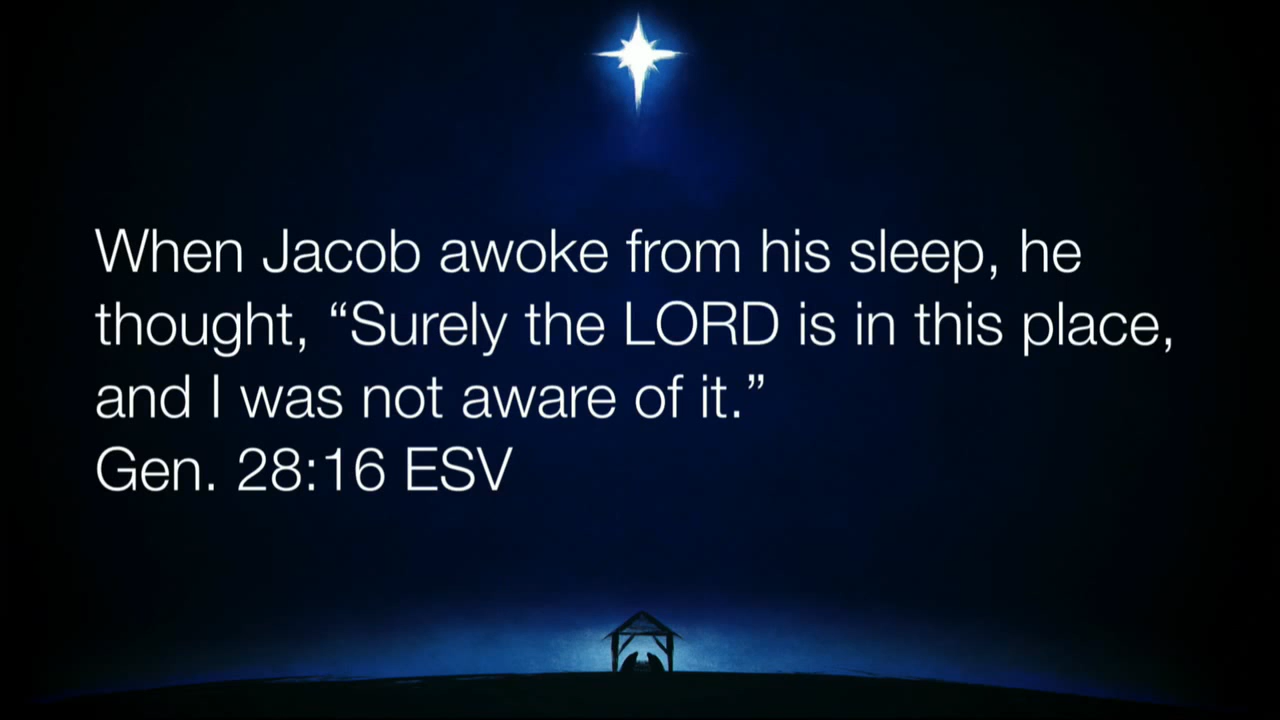 When Jacob awoke from his sleep, he
thought, “Surely the LORD is in this place,
and I was not aware of it.”
Gen. 28:16 ESV